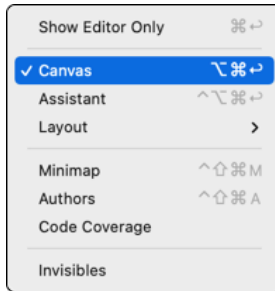 Show Editor Only ⌘↩
✓ Canvas ⌥⌘↩
Assistant ⌃⌥⌘↩
Layout >
Minimap ⌃⇧⌘M
Authors ⌃⇧⌘A
Code Coverage
Invisibles